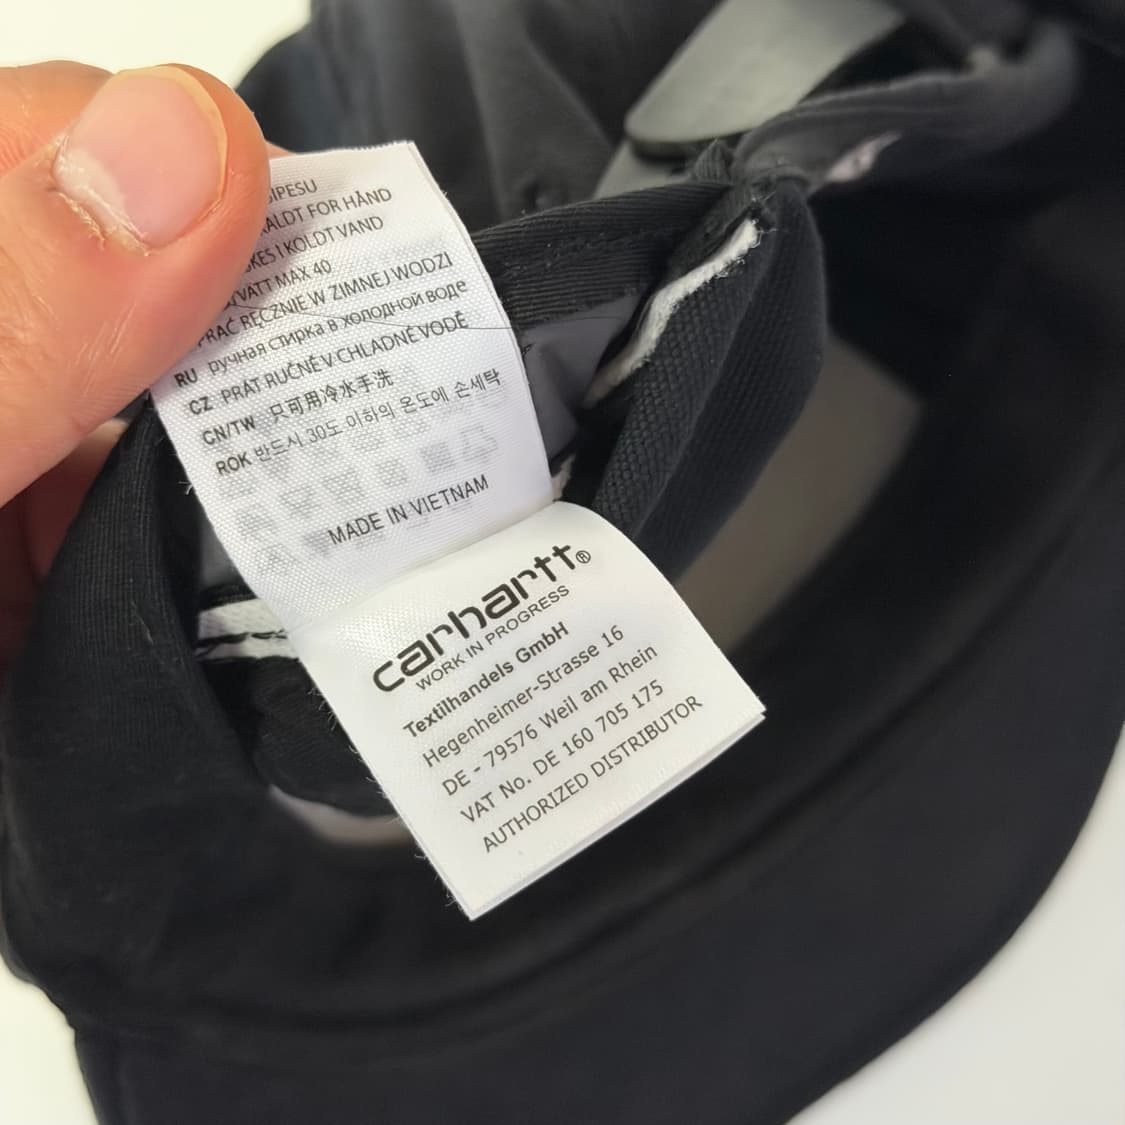 SIPESU
KALDT FOR HÅND
SKES I KOLDT VAND
VATT MAX 40
PRAĆ RĘCZNIE W ZIMNEJ WODZI
RU ручная стирка в холодной воде
CZ PRÁT RUČNĚ V CHLADNÉ VODĚ
CN/TW 只可用冷水手洗
ROK 반드시 30도 이하의 온도에 손세탁
MADE IN VIETNAM
carhartt®
WORK IN PROGRESS
Textilhandels GmbH
Hegenheimer-Strasse 16
DE - 79576 Weil am Rhein
VAT No. DE 160 705 175
AUTHORIZED DISTRIBUTOR